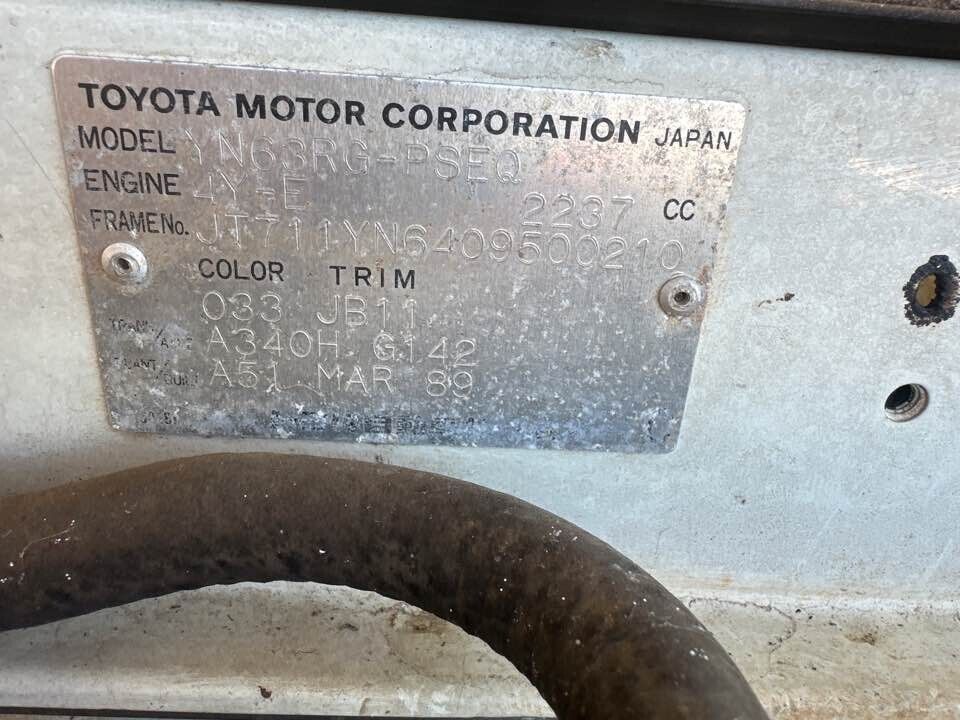 TOYOTA MOTOR CORPORATION JAPAN
MODEL YN63RG-PSEQ
ENGINE 4Y-E 2237 CC
FRAME No. JT711YN6409500210
COLOR TRIM
033 JB11
A340H G142
A51 MAR 89